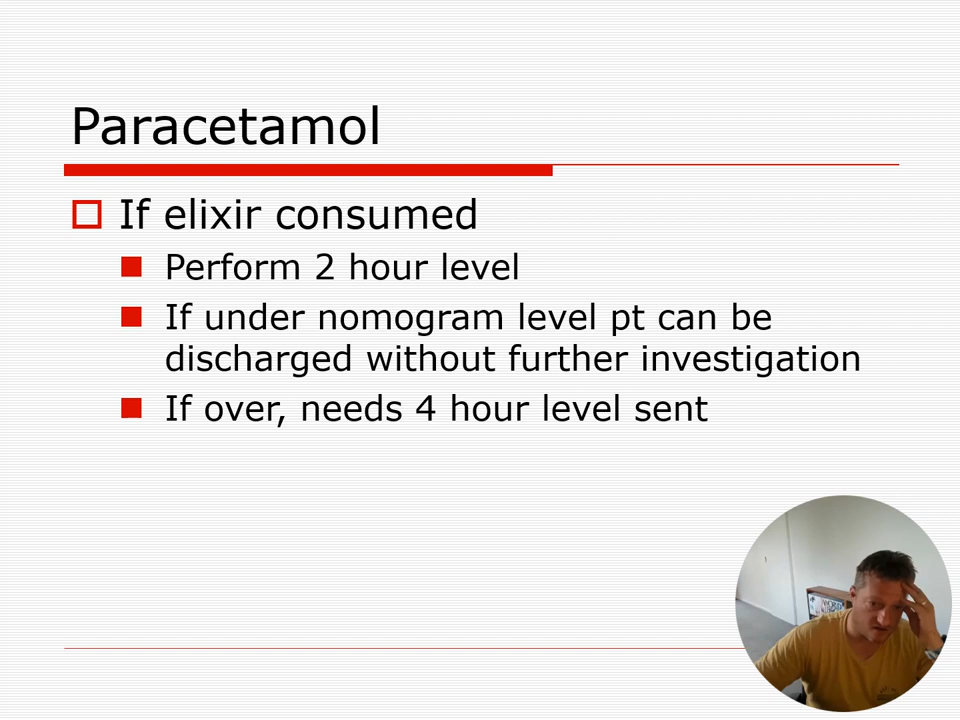 Paracetamol
If elixir consumed
Perform 2 hour level
If under nomogram level pt can be
discharged without further investigation
If over, needs 4 hour level sent